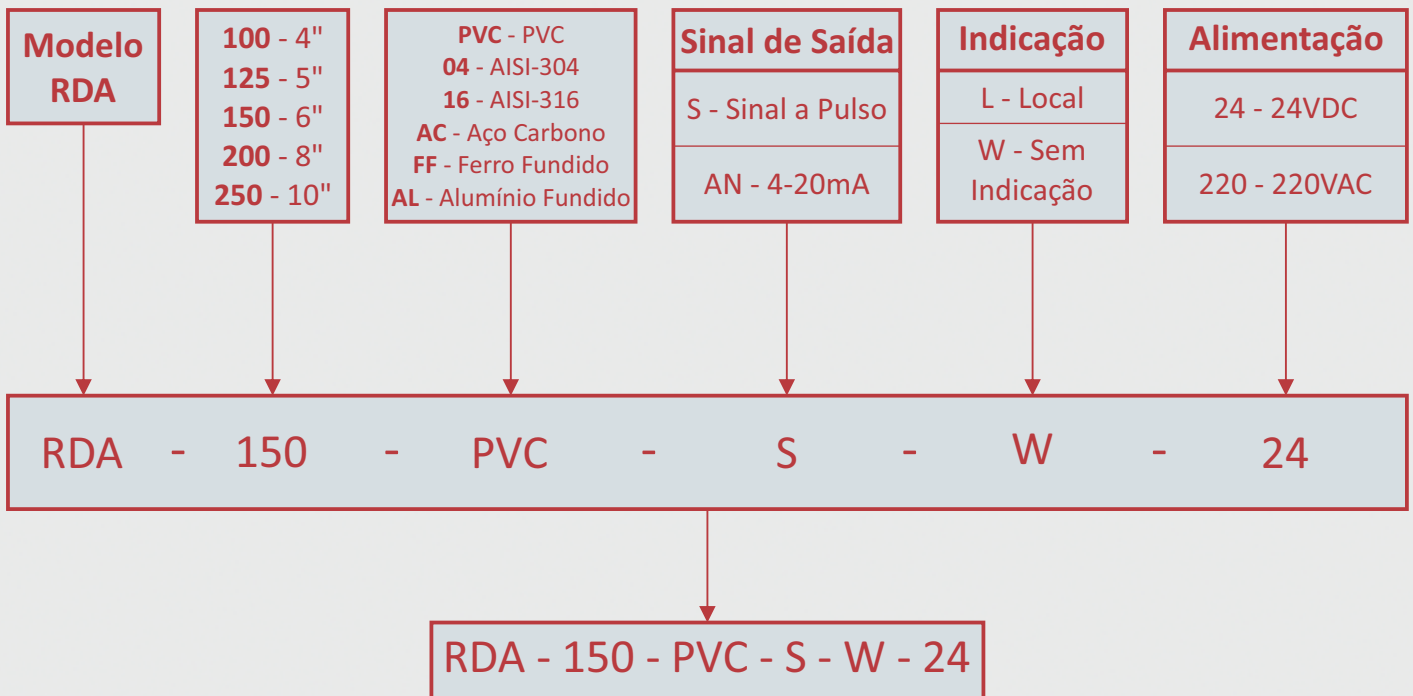 Modelo
RDA
100 - 4"
125 - 5"
150 - 6"
200 - 8"
250 - 10"
PVC - PVC
04 - AISI-304
16 - AISI-316
AC - Aço Carbono
FF - Ferro Fundido
AL - Alumínio Fundido
Sinal de Saída
S - Sinal a Pulso
AN - 4-20mA
Indicação
L - Local
W - Sem
Indicação
Alimentação
24 - 24VDC
220 - 220VAC
RDA - 150 - PVC - S - W - 24
RDA - 150 - PVC - S - W - 24